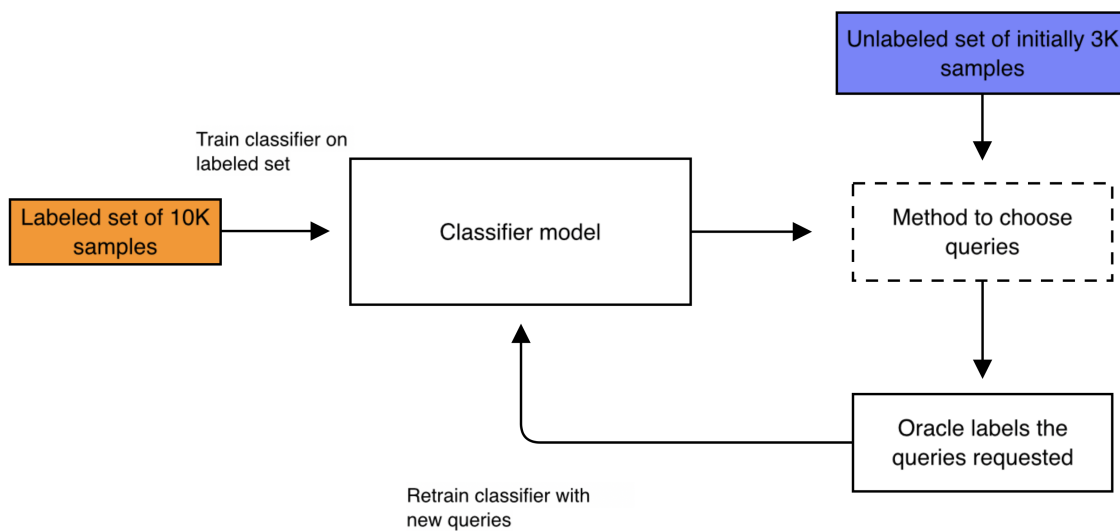 Unlabeled set of initially 3K
samples
Train classifier on
labeled set
Labeled set of 10K
samples
Classifier model
Method to choose
queries
Oracle labels the
queries requested
Retrain classifier with
new queries